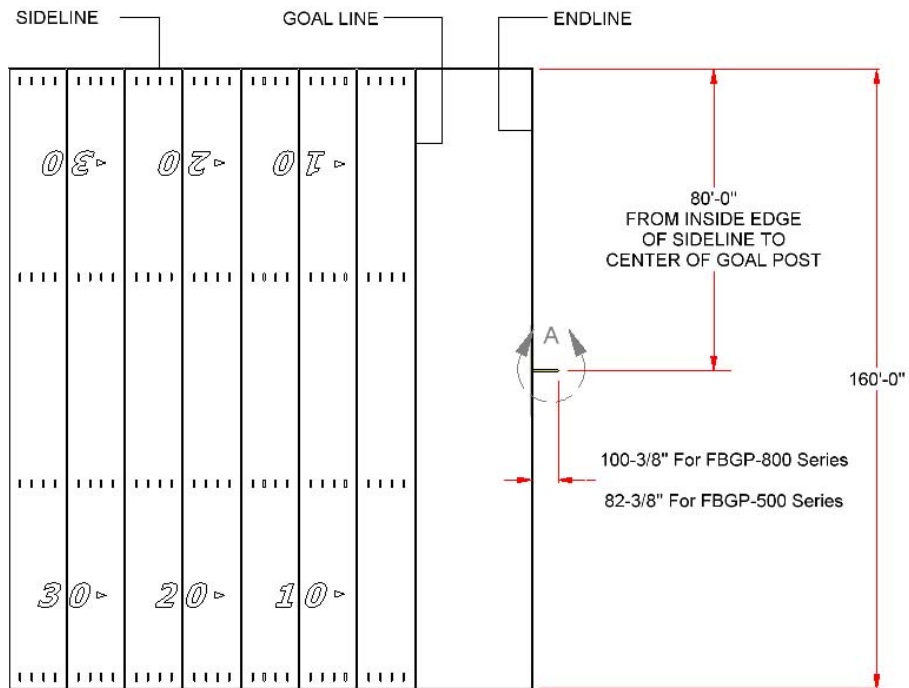 SIDELINE
GOAL LINE
ENDLINE
30
20
10
80'-0"
FROM INSIDE EDGE
OF SIDELINE TO
CENTER OF GOAL POST
A
160'-0"
100-3/8" For FBGP-800 Series
82-3/8" For FBGP-500 Series
30
20
10